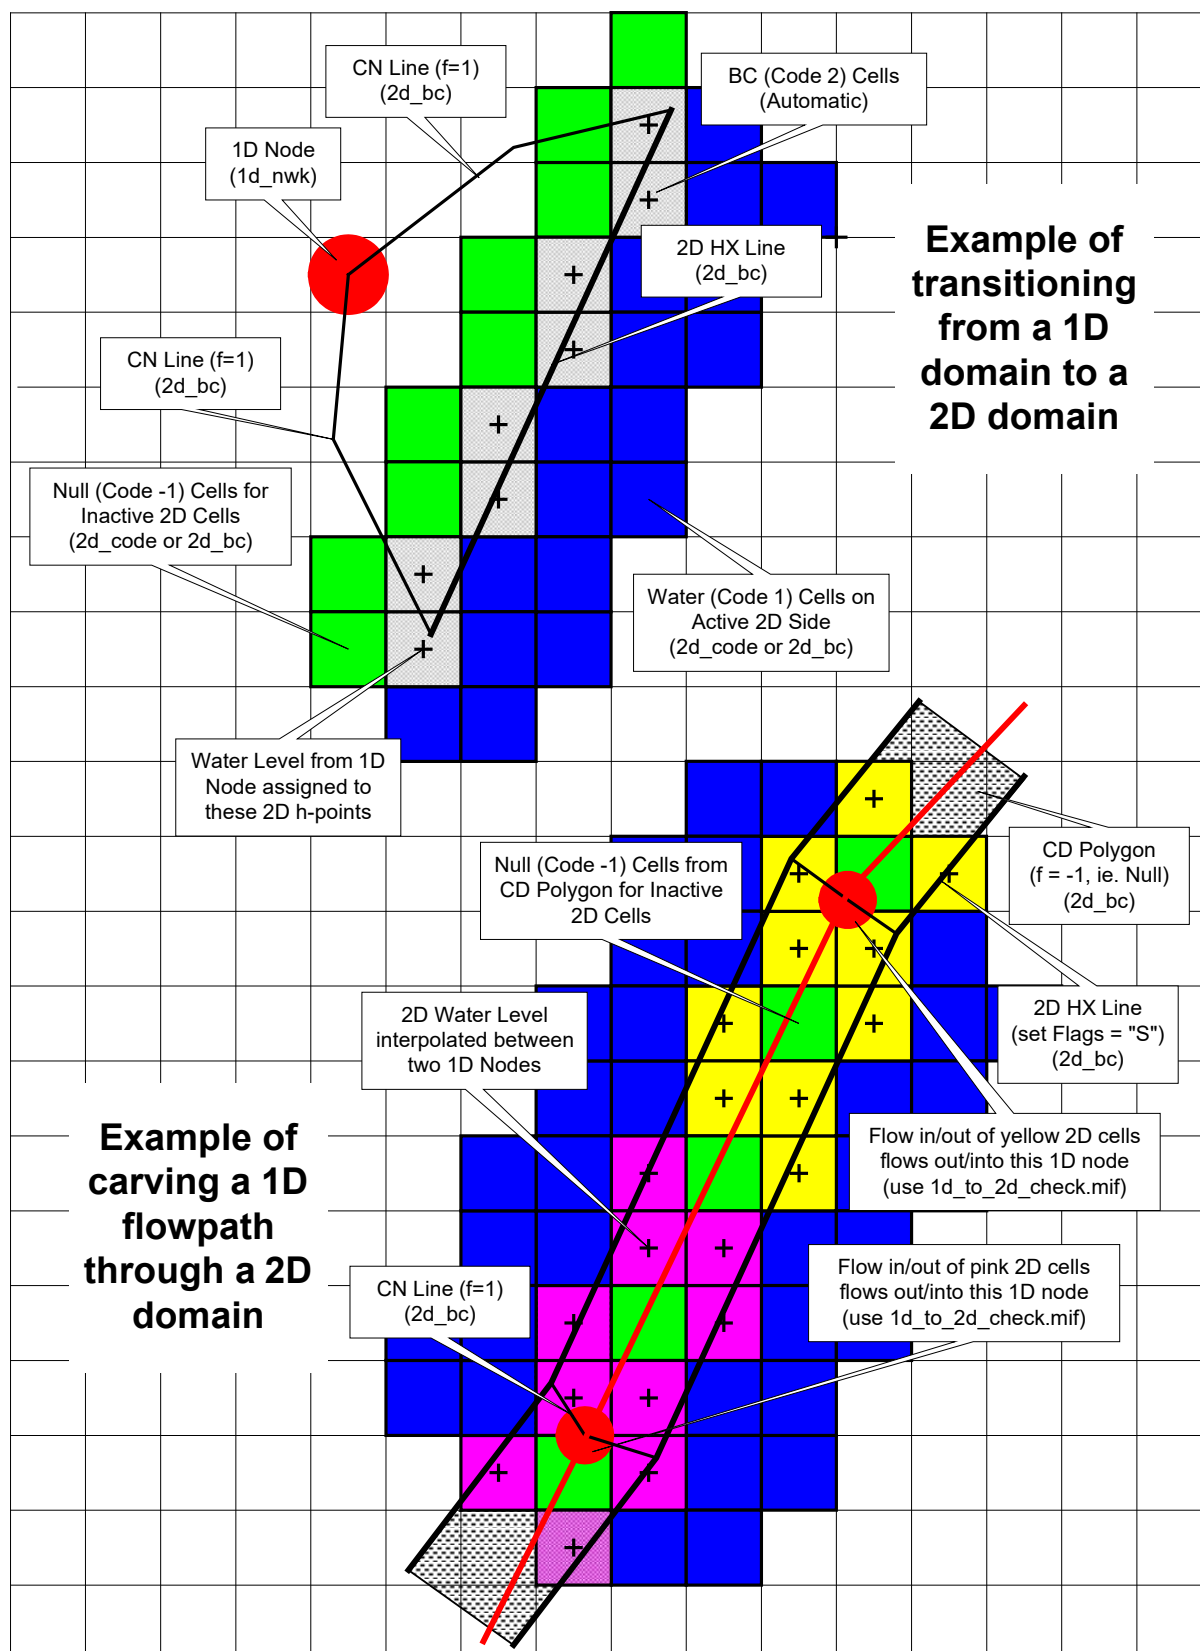 CN Line (f=1)
(2d_bc)
BC (Code 2) Cells
(Automatic)
1D Node
(1d_nwk)
2D HX Line
(2d_bc)
Example of
transitioning
from a 1D
domain to a
2D domain
CN Line (f=1)
(2d_bc)
Null (Code -1) Cells for
Inactive 2D Cells
(2d_code or 2d_bc)
Water (Code 1) Cells on
Active 2D Side
(2d_code or 2d_bc)
Water Level from 1D
Node assigned to
these 2D h-points
Null (Code -1) Cells from
CD Polygon for Inactive
2D Cells
CD Polygon
(f = -1, ie. Null)
(2d_bc)
2D Water Level
interpolated between
two 1D Nodes
2D HX Line
(set Flags = "S")
(2d_bc)
Example of
carving a 1D
flowpath
through a 2D
domain
Flow in/out of yellow 2D cells
flows out/into this 1D node
(use 1d_to_2d_check.mif)
CN Line (f=1)
(2d_bc)
Flow in/out of pink 2D cells
flows out/into this 1D node
(use 1d_to_2d_check.mif)